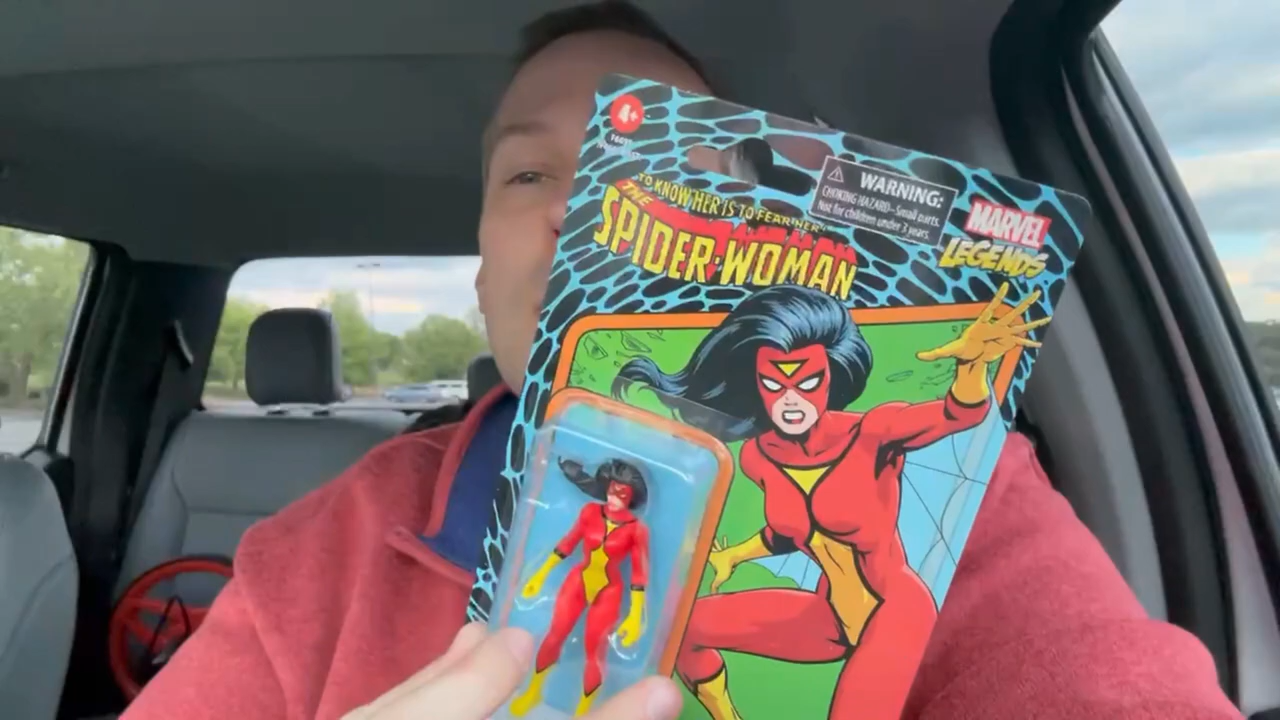 4+
TO KNOW HER IS TO FEAR HER!
THE
SPIDER-WOMAN
WARNING:
CHOKING HAZARD–Small parts.
Not for children under 3 years.
MARVEL
LEGENDS